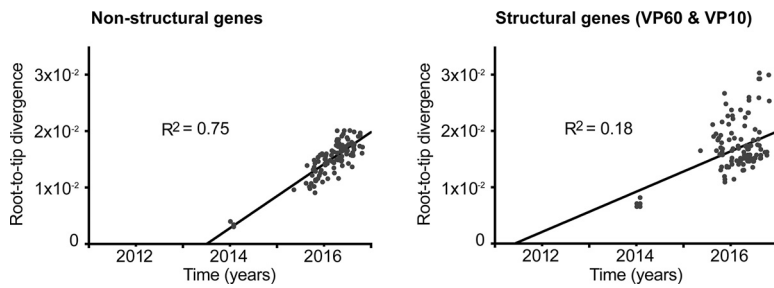 Non-structural genes
Root-to-tip divergence
3x10⁻²
2x10⁻²
1x10⁻²
0
R² = 0.75
2012 2014 2016
Time (years)
Structural genes (VP60 & VP10)
Root-to-tip divergence
3x10⁻²
2x10⁻²
1x10⁻²
0
R² = 0.18
2012 2014 2016
Time (years)